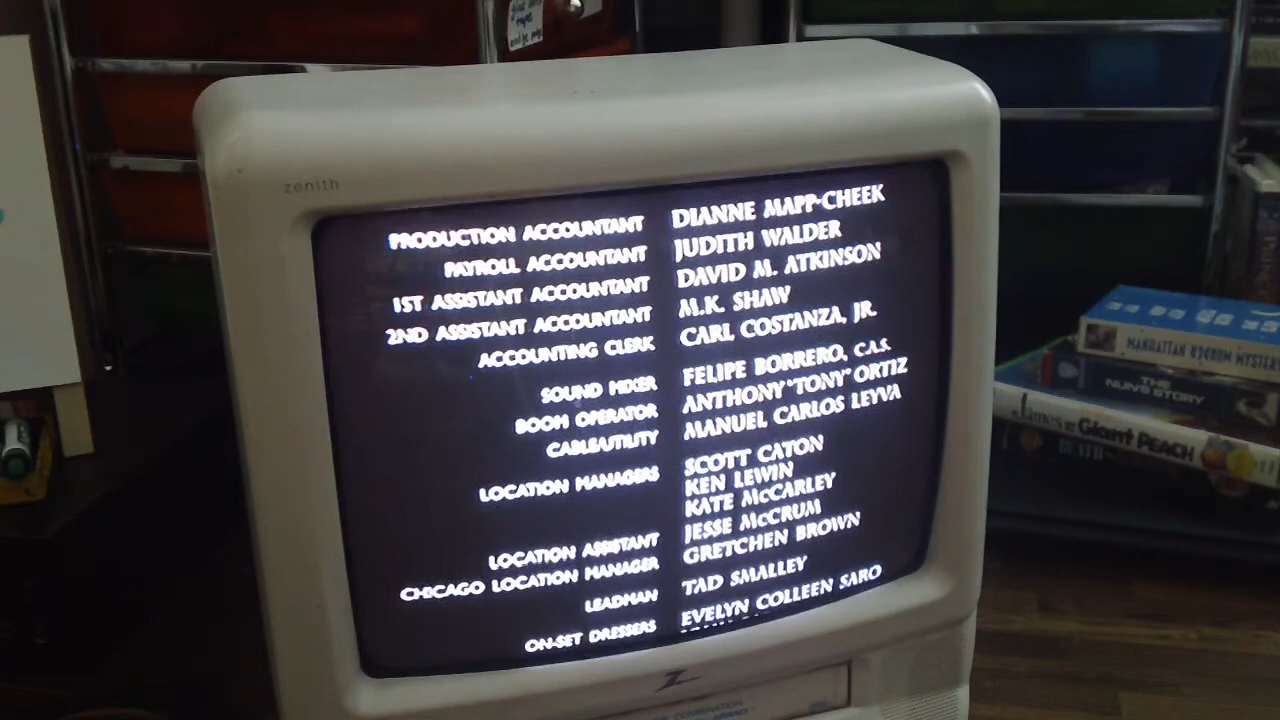 zenith
PRODUCTION ACCOUNTANT DIANNE MAPP-CHEEK
PAYROLL ACCOUNTANT JUDITH WALDER
1ST ASSISTANT ACCOUNTANT DAVID M. ATKINSON
2ND ASSISTANT ACCOUNTANT M.K. SHAW
ACCOUNTING CLERK CARL COSTANZA, JR.
SOUND MIXER FELIPE BORRERO, C.A.S.
BOOM OPERATOR ANTHONY "TONY" ORTIZ
CABLE/UTILITY MANUEL CARLOS LEYVA
LOCATION MANAGERS SCOTT CATON
KEN LEWIN
KATE McCARLEY
LOCATION ASSISTANT JESSE McCRUM
CHICAGO LOCATION MANAGER GRETCHEN BROWN
LEADMAN TAD SMALLEY
ON-SET DRESSERS EVELYN COLLEEN SARO
Z
COMBINATION
MANHATTAN MURDER MYSTERY
THE
NUN'S STORY
James and the Giant PEACH
DEATH